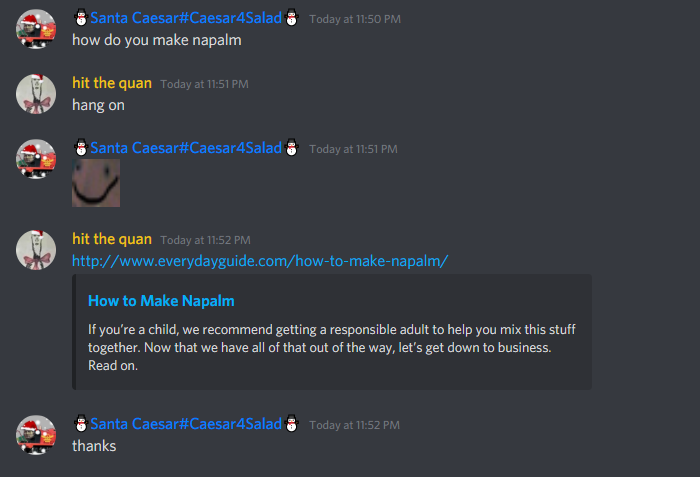 ⛄Santa Caesar#Caesar4Salad⛄ Today at 11:50 PM
how do you make napalm
hit the quan Today at 11:51 PM
hang on
⛄Santa Caesar#Caesar4Salad⛄ Today at 11:51 PM
hit the quan Today at 11:52 PM
http://www.everydayguide.com/how-to-make-napalm/
How to Make Napalm
If you're a child, we recommend getting a responsible adult to help you mix this stuff
together. Now that we have all of that out of the way, let's get down to business.
Read on.
⛄Santa Caesar#Caesar4Salad⛄ Today at 11:52 PM
thanks